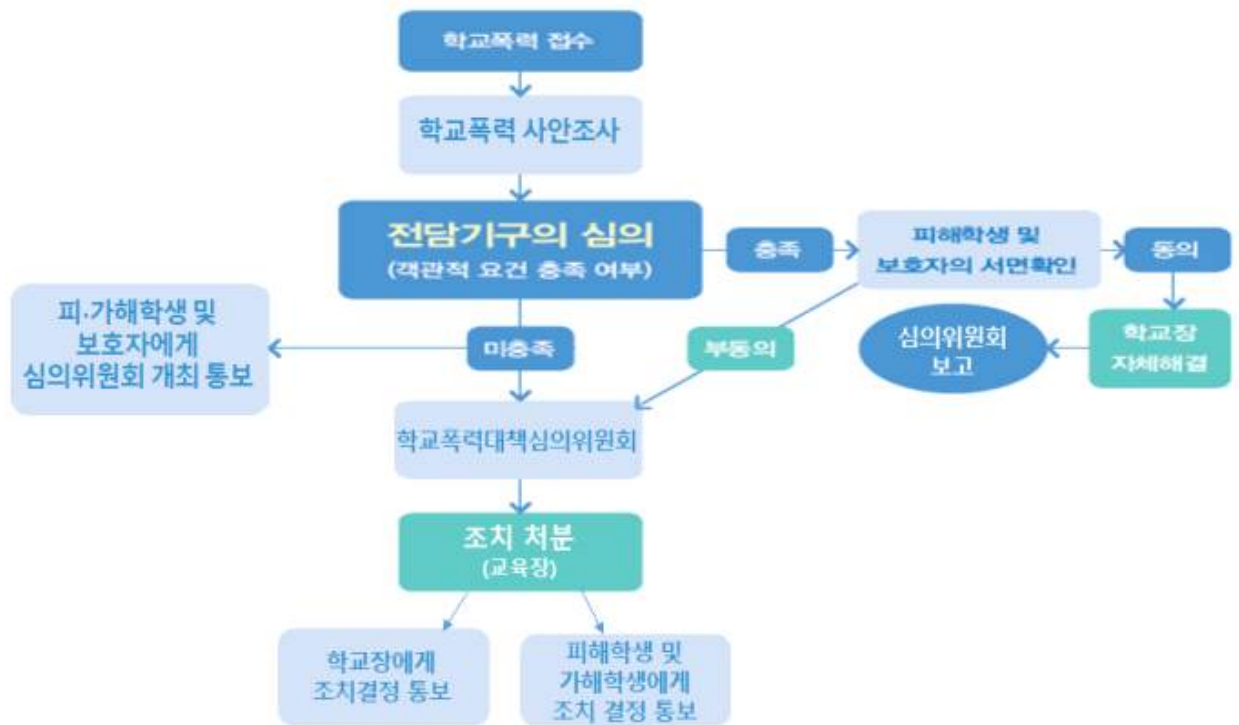 학교폭력 접수
학교폭력 사안조사
전담기구의 심의
(객관적 요건 충족 여부)
충족
피해학생 및
보호자의 서면확인
동의
피.가해학생 및
보호자에게
심의위원회 개최 통보
미충족
부동의
심의위원회
보고
학교장
자체해결
학교폭력대책심의위원회
조치 처분
(교육장)
학교장에게
조치결정 통보
피해학생 및
가해학생에게
조치 결정 통보